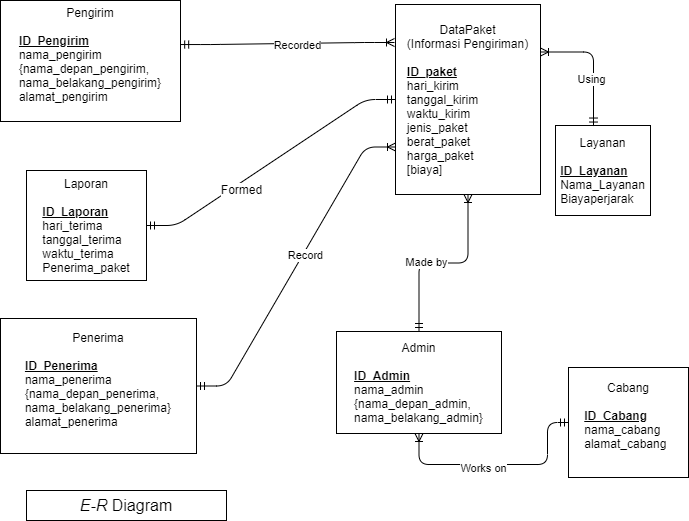 Pengirim
ID_Pengirim
nama_pengirim
{nama_depan_pengirim,
nama_belakang_pengirim}
alamat_pengirim
Recorded
DataPaket
(Informasi Pengiriman)
ID_paket
hari_kirim
tanggal_kirim
waktu_kirim
jenis_paket
berat_paket
harga_paket
[biaya]
Using
Layanan
ID_Layanan
Nama_Layanan
Biayaperjarak
Laporan
ID_Laporan
hari_terima
tanggal_terima
waktu_terima
Penerima_paket
Formed
Record
Made by
Penerima
ID_Penerima
nama_penerima
{nama_depan_penerima,
nama_belakang_penerima}
alamat_penerima
Admin
ID_Admin
nama_admin
{nama_depan_admin,
nama_belakang_admin}
Cabang
ID_Cabang
nama_cabang
alamat_cabang
Works on
E-R Diagram